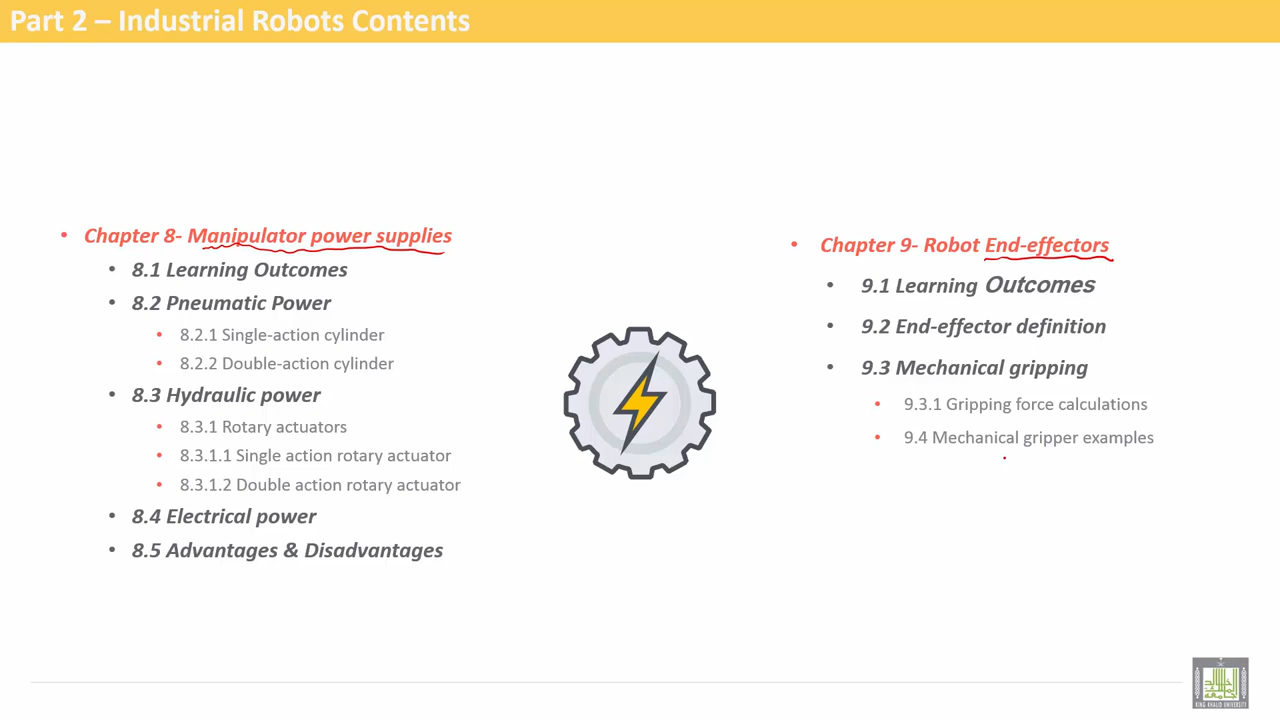 Part 2 – Industrial Robots Contents
• Chapter 8- Manipulator power supplies
• 8.1 Learning Outcomes
• 8.2 Pneumatic Power
• 8.2.1 Single-action cylinder
• 8.2.2 Double-action cylinder
• 8.3 Hydraulic power
• 8.3.1 Rotary actuators
• 8.3.1.1 Single action rotary actuator
• 8.3.1.2 Double action rotary actuator
• 8.4 Electrical power
• 8.5 Advantages & Disadvantages
• Chapter 9- Robot End-effectors
• 9.1 Learning Outcomes
• 9.2 End-effector definition
• 9.3 Mechanical gripping
• 9.3.1 Gripping force calculations
• 9.4 Mechanical gripper examples
KING KHALID UNIVERSITY